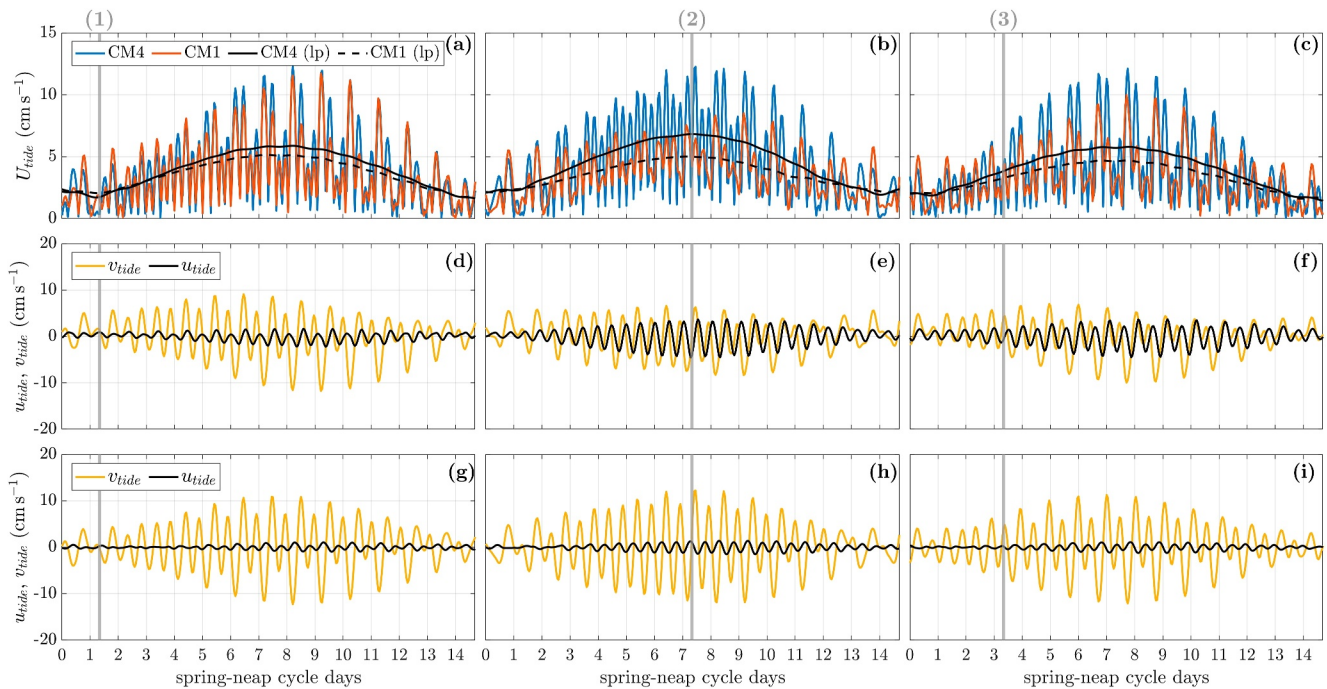 (1) (2) (3)
15 CM4 CM1 CM4 (lp) CM1 (lp) (a) (b) (c)
10
U_tide (cm s⁻¹)
5
0
20 v_tide u_tide (d) (e) (f)
10
u_tide, v_tide (cm s⁻¹)
0
-10
-20
20 v_tide u_tide (g) (h) (i)
10
u_tide, v_tide (cm s⁻¹)
0
-10
-20
0 1 2 3 4 5 6 7 8 9 10 11 12 13 14 0 1 2 3 4 5 6 7 8 9 10 11 12 13 14 0 1 2 3 4 5 6 7 8 9 10 11 12 13 14
spring-neap cycle days spring-neap cycle days spring-neap cycle days